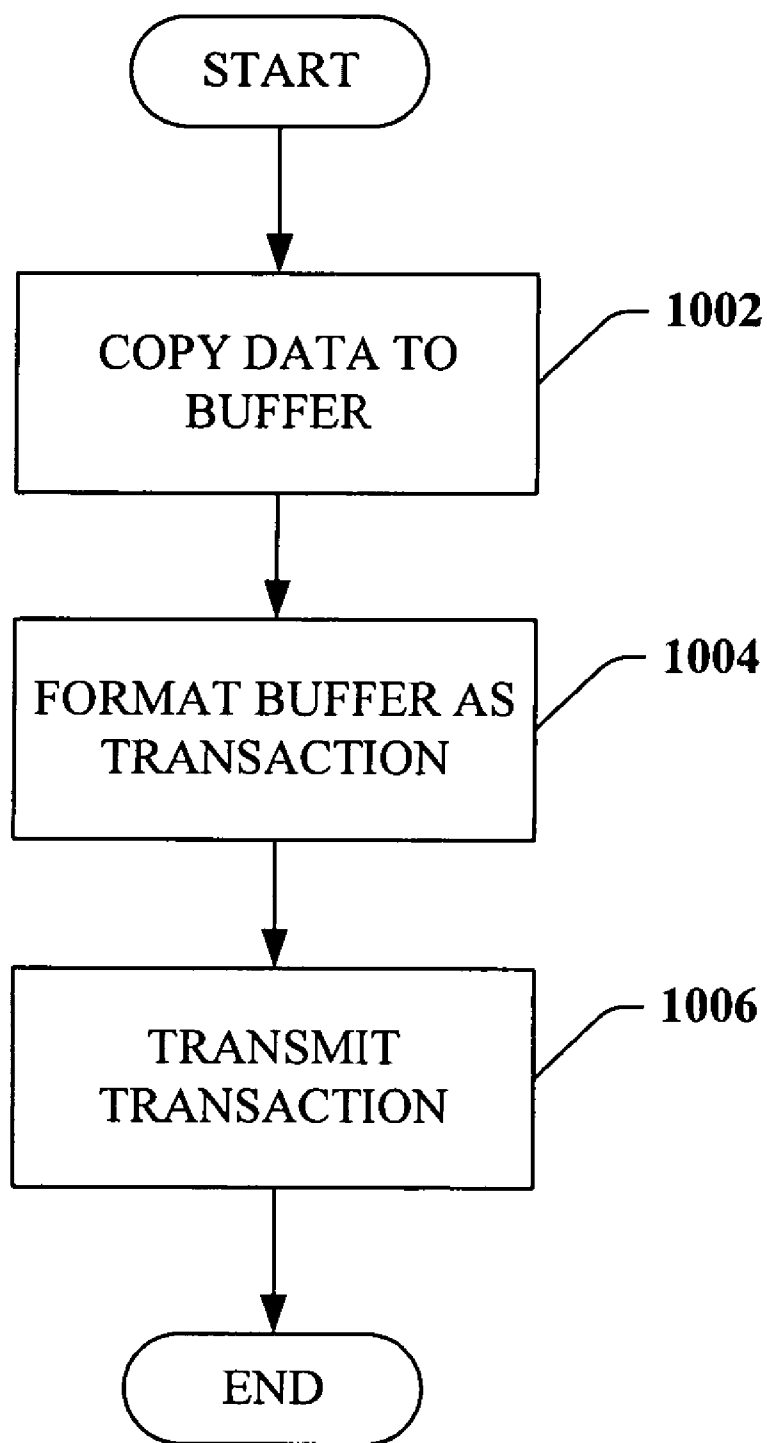 START
COPY DATA TO
BUFFER
1002
FORMAT BUFFER AS
TRANSACTION
1004
TRANSMIT
TRANSACTION
1006
END